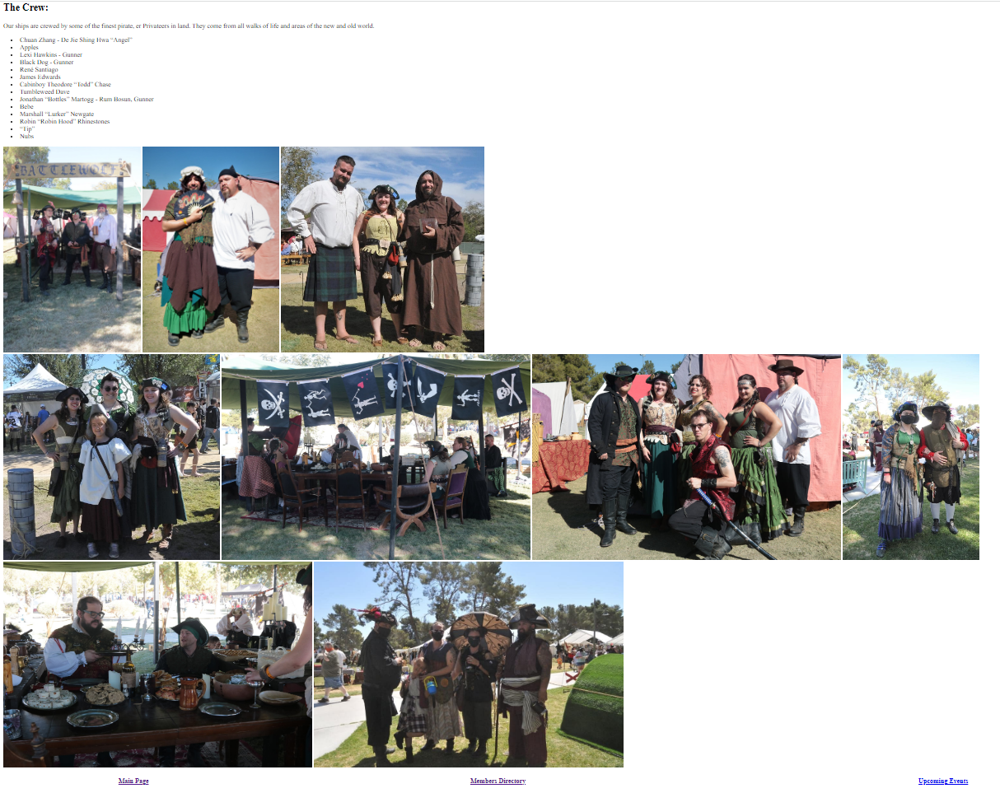 The Crew:
Our ships are crewed by some of the finest pirate, er Privateers in land. They come from all walks of life and areas of the new and old world.
Chuan Zhang - De Jie Shing Hwa “Angel”
Apples
Lexi Hawkins - Gunner
Black Dog - Gunner
René Santiago
James Edwards
Cabinboy Theodore “Todd” Chase
Tumbleweed Dave
Jonathan “Bottles” Martogg - Rum Bosun, Gunner
Bebe
Marshall “Lurker” Newgate
Robin “Robin Hood” Rhinestones
“Tip”
Nubs
BATTLEWOLF
Main Page
Members Directory
Upcoming Events